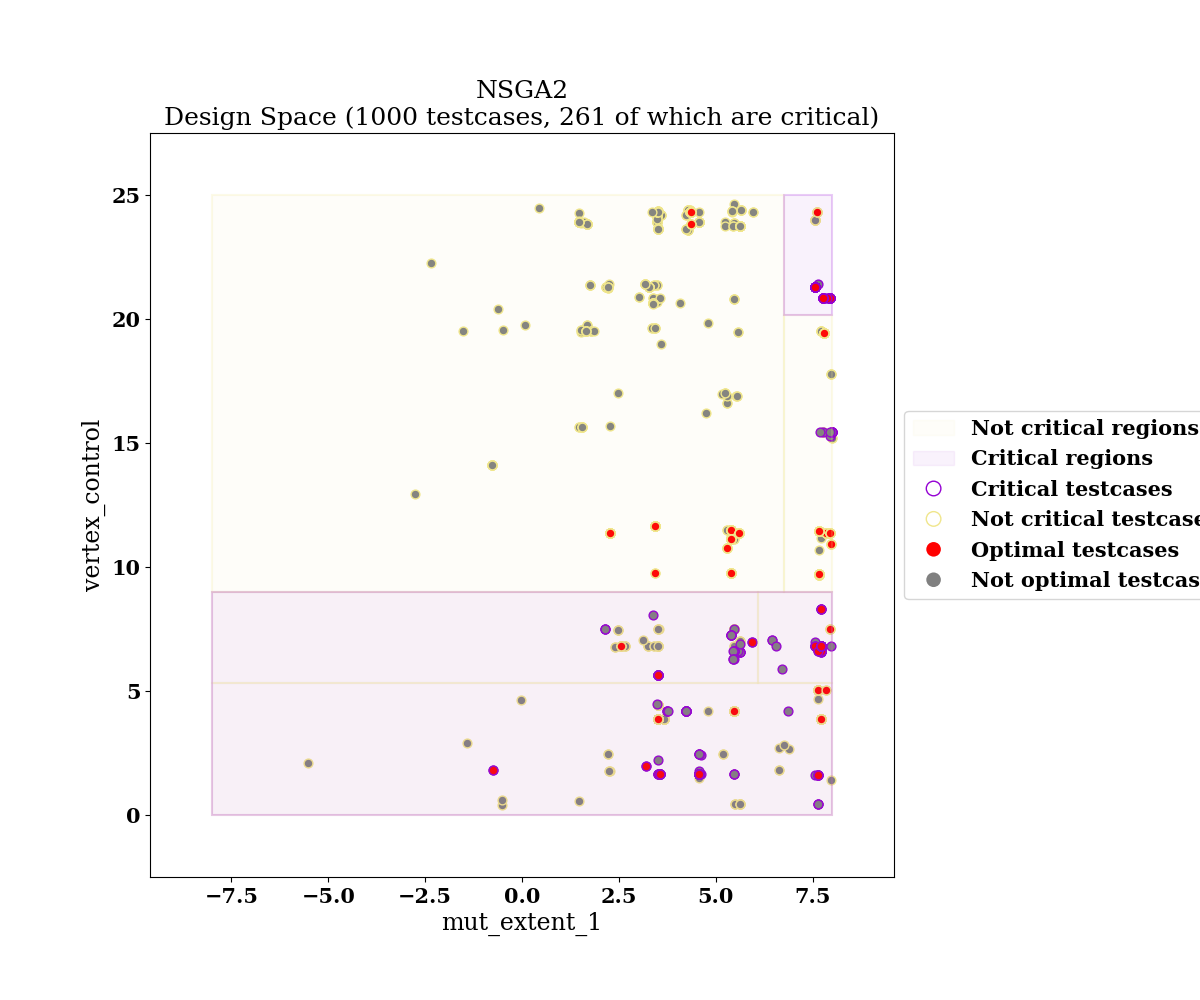 NSGA2
Design Space (1000 testcases, 261 of which are critical)
25
20
15
10
5
0
vertex_control
−7.5 −5.0 −2.5 0.0 2.5 5.0 7.5
mut_extent_1
Not critical regions
Critical regions
Critical testcases
Not critical testcase
Optimal testcases
Not optimal testcas